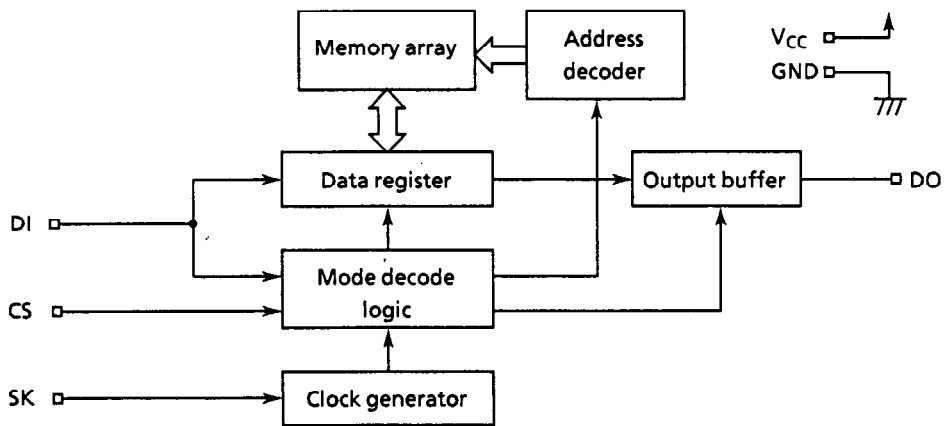 Memory array
Address
decoder
VCC
GND
Data register
Output buffer
DO
DI
Mode decode
logic
CS
SK
Clock generator